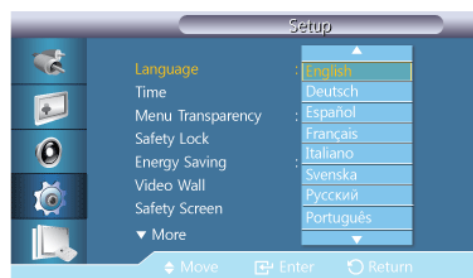 Setup
Language : English
Time Deutsch
Menu Transparency : Español
Safety Lock Français
Energy Saving : Italiano
Video Wall Svenska
Safety Screen Русский
▼ More Português
Move Enter Return